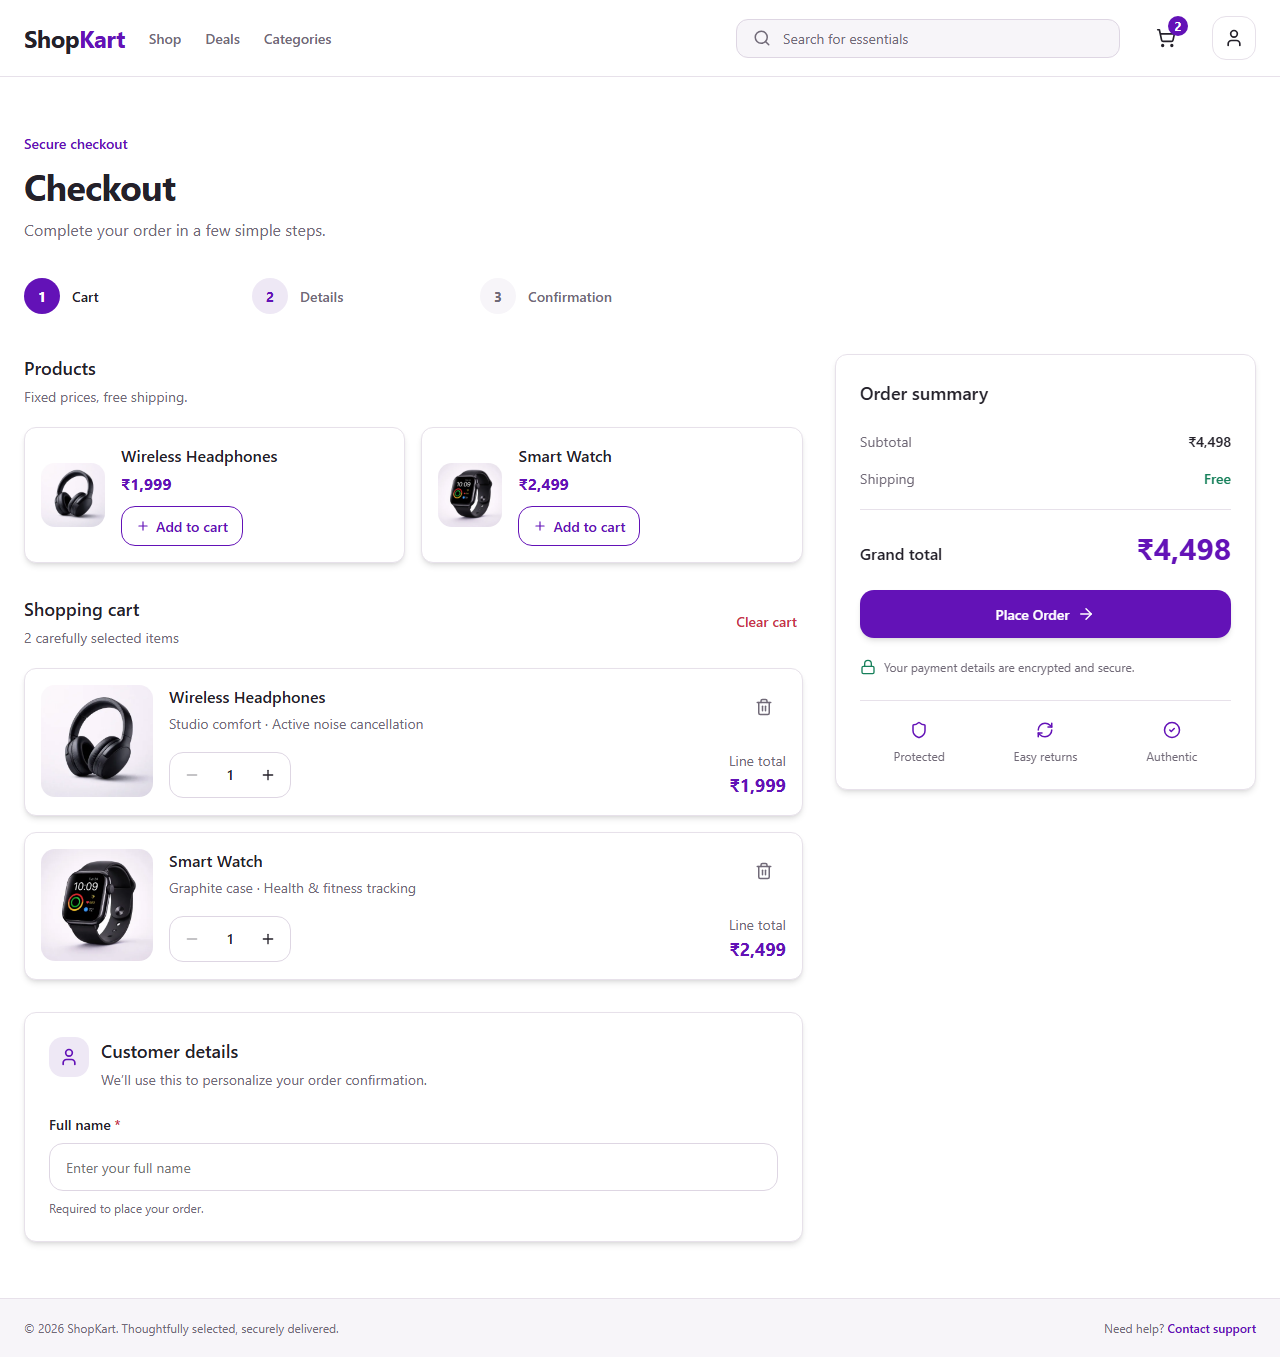 ShopKart
Shop
Deals
Categories
Search for essentials
2
Secure checkout
Checkout
Complete your order in a few simple steps.
1 Cart
2 Details
3 Confirmation
Products
Fixed prices, free shipping.
Wireless Headphones
₹1,999
+ Add to cart
Smart Watch
₹2,499
+ Add to cart
Shopping cart
2 carefully selected items
Clear cart
Wireless Headphones
Studio comfort · Active noise cancellation
− 1 +
Line total
₹1,999
10:09
Smart Watch
Graphite case · Health & fitness tracking
− 1 +
Line total
₹2,499
Customer details
We'll use this to personalize your order confirmation.
Full name *
Enter your full name
Required to place your order.
Order summary
Subtotal ₹4,498
Shipping Free
Grand total ₹4,498
Place Order →
Your payment details are encrypted and secure.
Protected
Easy returns
Authentic
© 2026 ShopKart. Thoughtfully selected, securely delivered.
Need help? Contact support